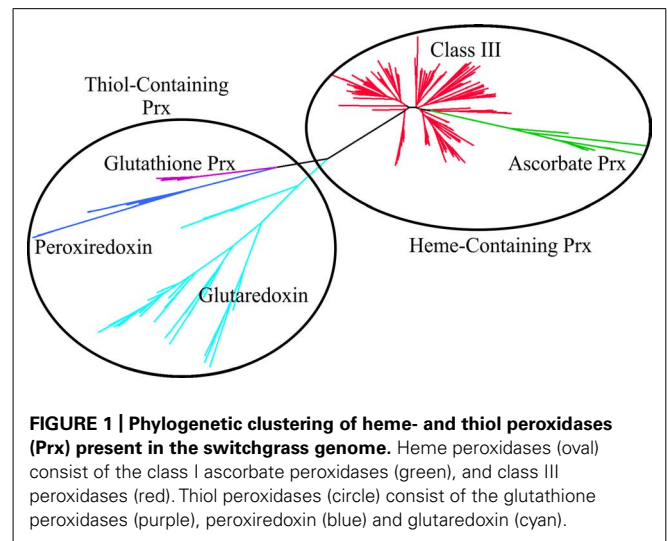 Class III
Thiol-Containing
Prx
Glutathione Prx
Ascorbate Prx
Peroxiredoxin
Heme-Containing Prx
Glutaredoxin
FIGURE 1 | Phylogenetic clustering of heme- and thiol peroxidases
(Prx) present in the switchgrass genome. Heme peroxidases (oval)
consist of the class I ascorbate peroxidases (green), and class III
peroxidases (red). Thiol peroxidases (circle) consist of the glutathione
peroxidases (purple), peroxiredoxin (blue) and glutaredoxin (cyan).